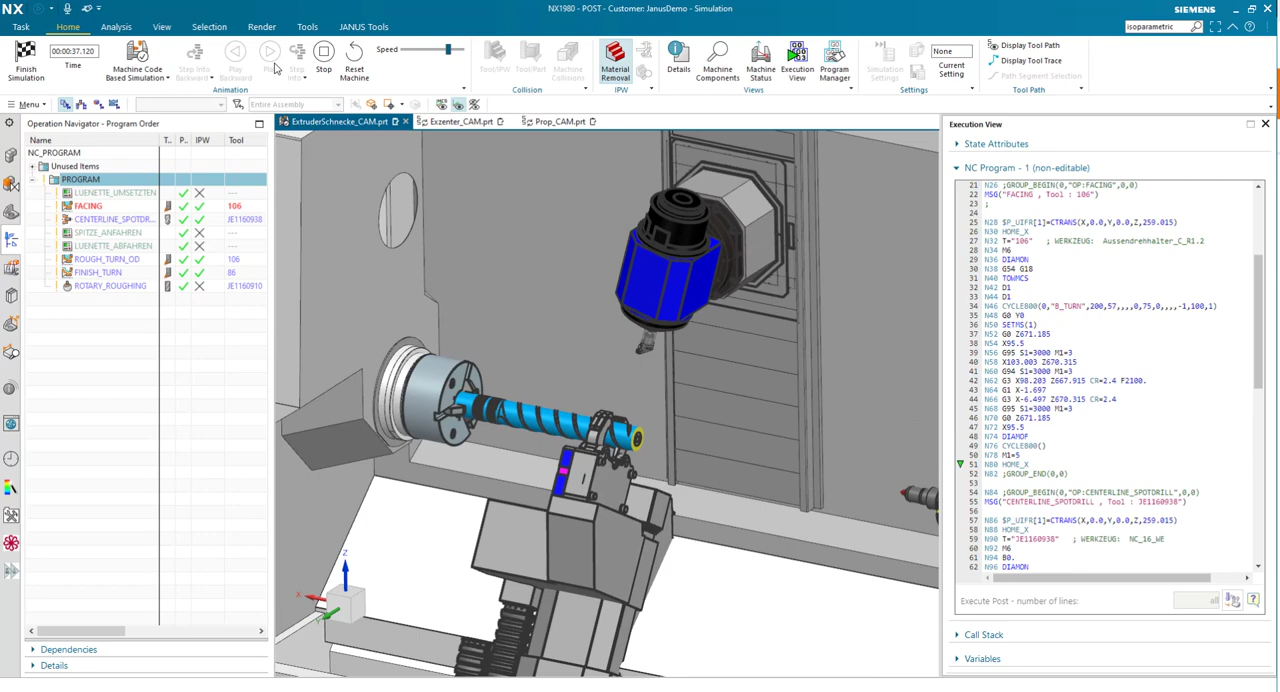 NX
NX1980 - POST - Customer: JanusDemo - Simulation
SIEMENS
Task
Home
Analysis
View
Selection
Render
Tools
JANUS Tools
isoparametric
Finish Simulation
00:00:37.120
Time
Machine Code Based Simulation
Step Into Backward
Play Backward
Play
Step Into
Stop
Reset Machine
Speed
Tool/IPW
Tool/Part
Machine Collisions
Material Removal
Details
Machine Components
Machine Status
Execution View
Program Manager
Simulation Settings
None
Current Setting
Display Tool Path
Display Tool Trace
Path Segment Selection
Animation
Collision
IPW
Views
Settings
Tool Path
Menu
Entire Assembly
Operation Navigator - Program Order
ExtruderSchnecke_CAM.prt
Exzenter_CAM.prt
Prop_CAM.prt
Name T.. P.. IPW Tool
NC_PROGRAM
Unused Items
PROGRAM
LUENETTE_UMSETZTEN ---
FACING 106
CENTERLINE_SPOTDR... JE1160938
SPITZE_ANFAHREN ---
LUENETTE_ABFAHREN ---
ROUGH_TURN_OD 106
FINISH_TURN 86
ROTARY_ROUGHING JE1160910
Dependencies
Details
X
Y
Z
Execution View
State Attributes
NC Program - 1 (non-editable)
21 N26 ;GROUP_BEGIN(0,"OP:FACING",0,0)
22 MSG("FACING , Tool : 106")
23 ;
24
25 N28 $P_UIFR[1]=CTRANS(X,0.0,Y,0.0,Z,259.015)
26 N30 HOME_X
27 N32 T="106" ; WERKZEUG: Aussendrehhalter_C_R1.2
28 N34 M6
29 N36 DIAMON
30 N38 G54 G18
31 N40 TOWMCS
32 N42 D1
33 N44 D1
34 N46 CYCLE800(0,"B_TURN",200,57,,,,0,75,0,,,,-1,100,1)
35 N48 G0 Y0
36 N50 SETMS(1)
37 N52 G0 Z671.185
38 N54 X95.5
39 N56 G95 S1=3000 M1=3
40 N58 X103.003 Z670.315
41 N60 G94 S1=3000 M1=3
42 N62 G3 X98.203 Z667.915 CR=2.4 F2100.
43 N64 G1 X-1.697
44 N66 G3 X-6.497 Z670.315 CR=2.4
45 N68 G95 S1=3000 M1=3
46 N70 G0 Z671.185
47 N72 X95.5
48 N74 DIAMOF
49 N76 CYCLE800()
50 N78 M1=5
51 N80 HOME_X
52 N82 ;GROUP_END(0,0)
53
54 N84 ;GROUP_BEGIN(0,"OP:CENTERLINE_SPOTDRILL",0,0)
55 MSG("CENTERLINE_SPOTDRILL , Tool : JE1160938")
56
57 N86 $P_UIFR[1]=CTRANS(X,0.0,Y,0.0,Z,259.015)
58 N88 HOME_X
59 N90 T="JE1160938" ; WERKZEUG: NC_16_WE
60 N92 M6
61 N94 B0.
62 N96 DIAMON
Execute Post - number of lines:
all
Call Stack
Variables